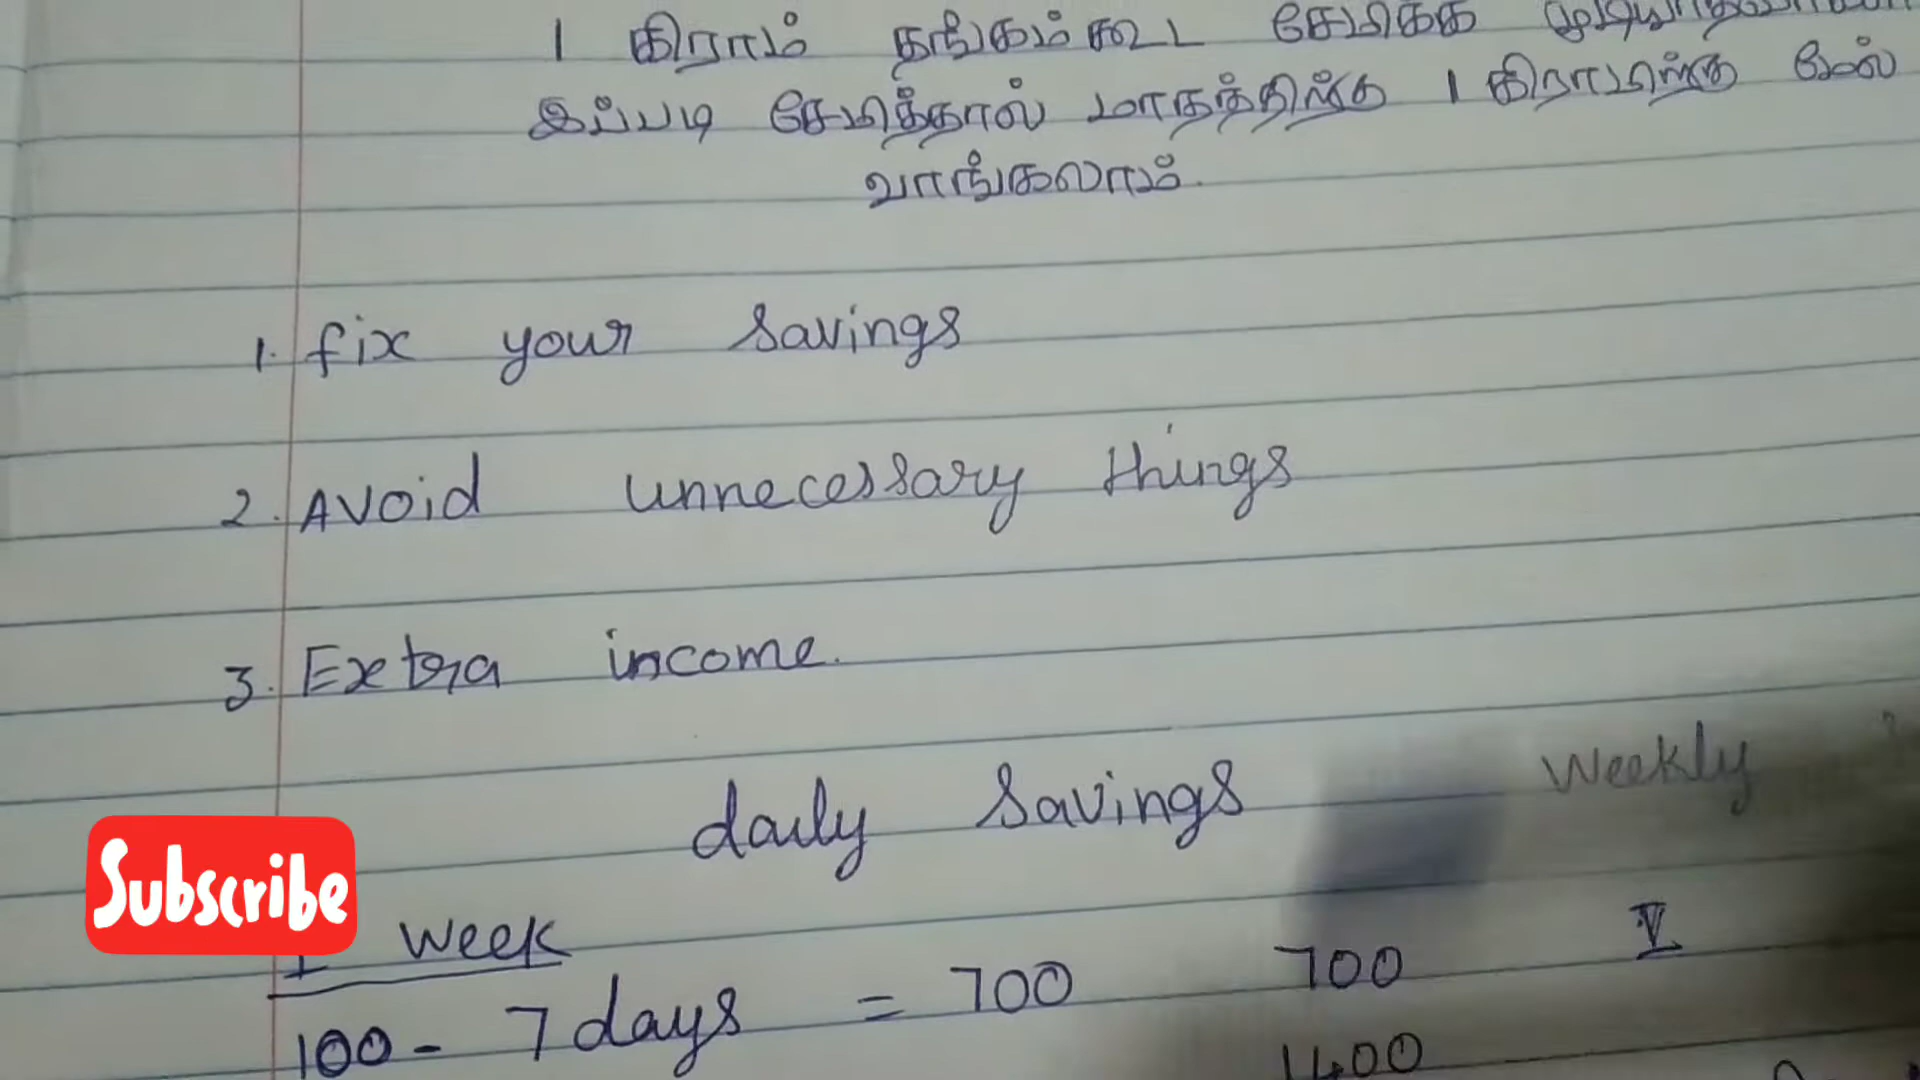 1 கிராம் தங்கம் கூட சேமிக்க
இப்படி சேமித்தால் மாதத்திற்கு 1 கிராமிற்கு மேல்
வாங்கலாம்.
1. fix your savings
2. Avoid unnecessary things
3. Extra income.
daily savings weekly
Subscribe
I week
V
100 - 7 days = 700 700
1400